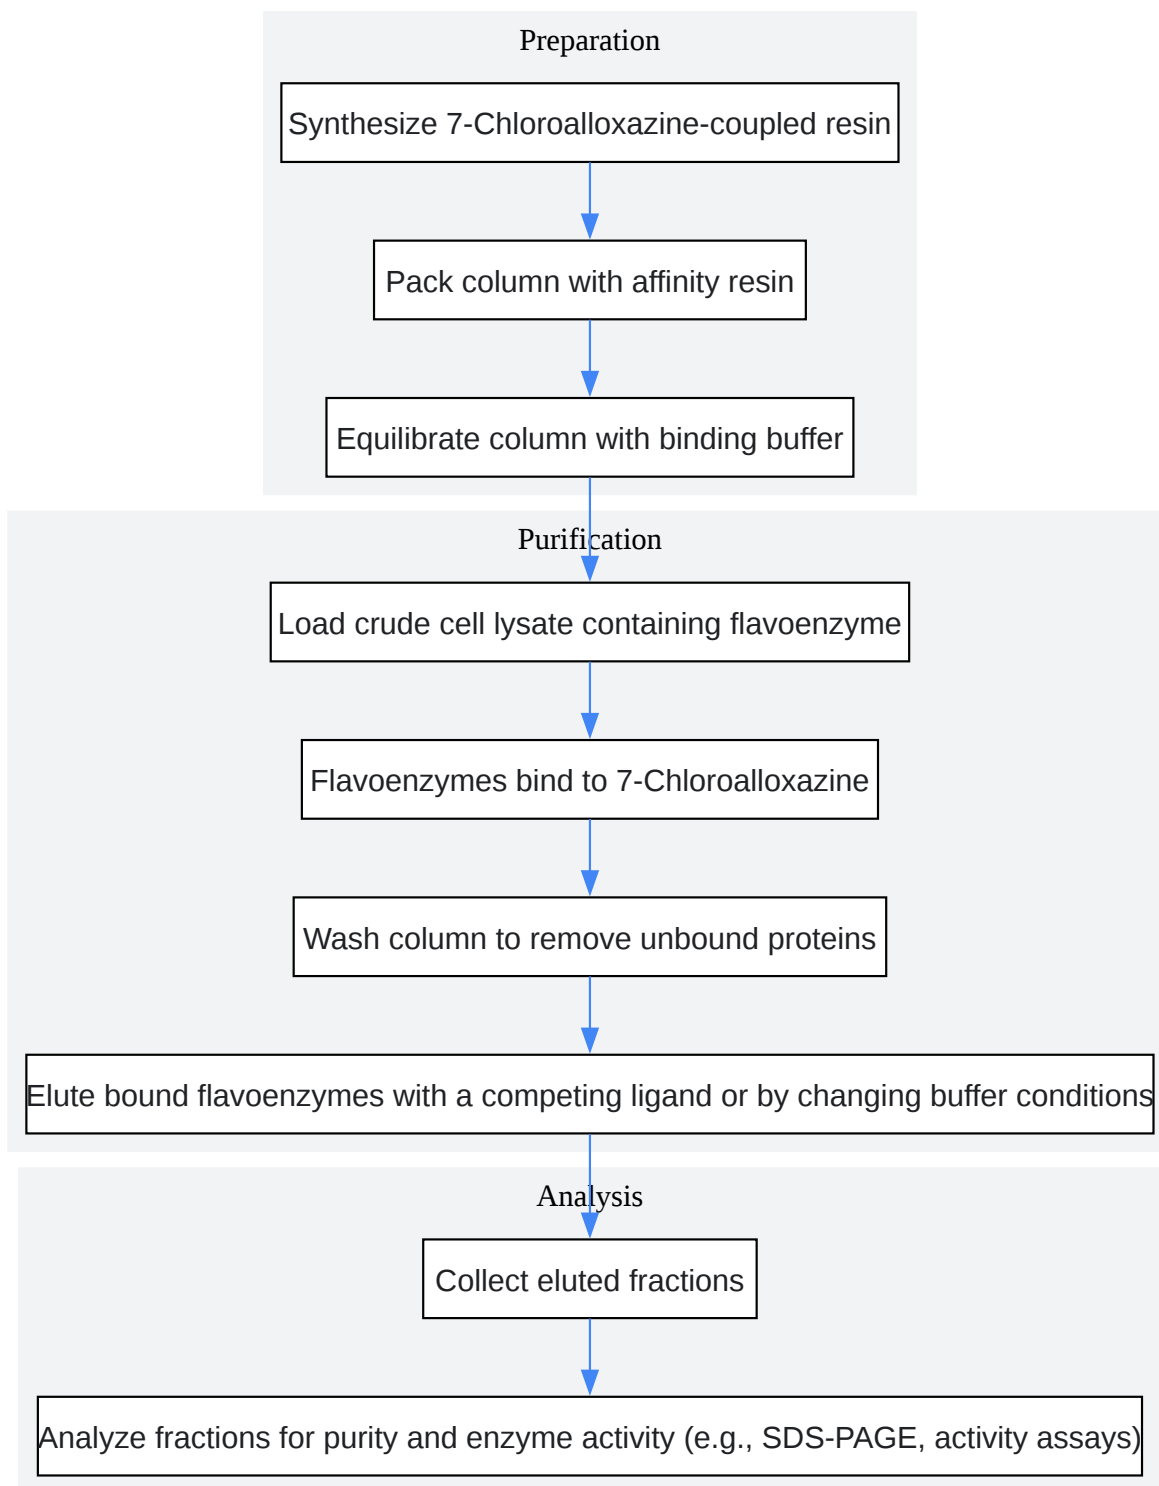 Preparation
Synthesize 7-Chloroalloxazine-coupled resin
Pack column with affinity resin
Equilibrate column with binding buffer
Purification
Load crude cell lysate containing flavoenzyme
Flavoenzymes bind to 7-Chloroalloxazine
Wash column to remove unbound proteins
Elute bound flavoenzymes with a competing ligand or by changing buffer conditions
Analysis
Collect eluted fractions
Analyze fractions for purity and enzyme activity (e.g., SDS-PAGE, activity assays)